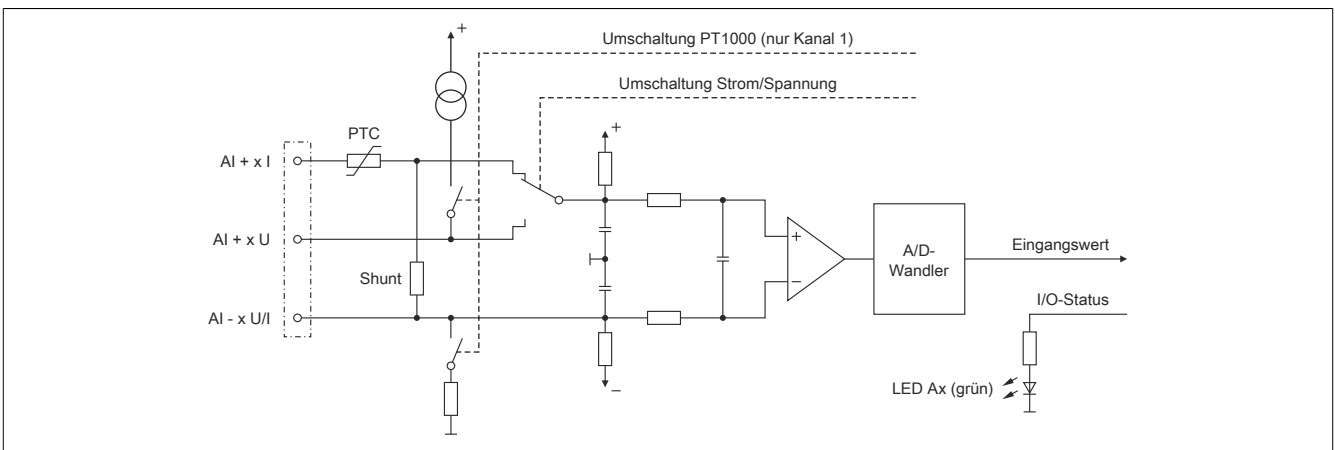 +
Umschaltung PT1000 (nur Kanal 1)
Umschaltung Strom/Spannung
PTC
+
AI + x I
AI + x U
+
A/D-
Wandler
Eingangswert
Shunt
−
I/O-Status
AI - x U/I
−
LED Ax (grün)